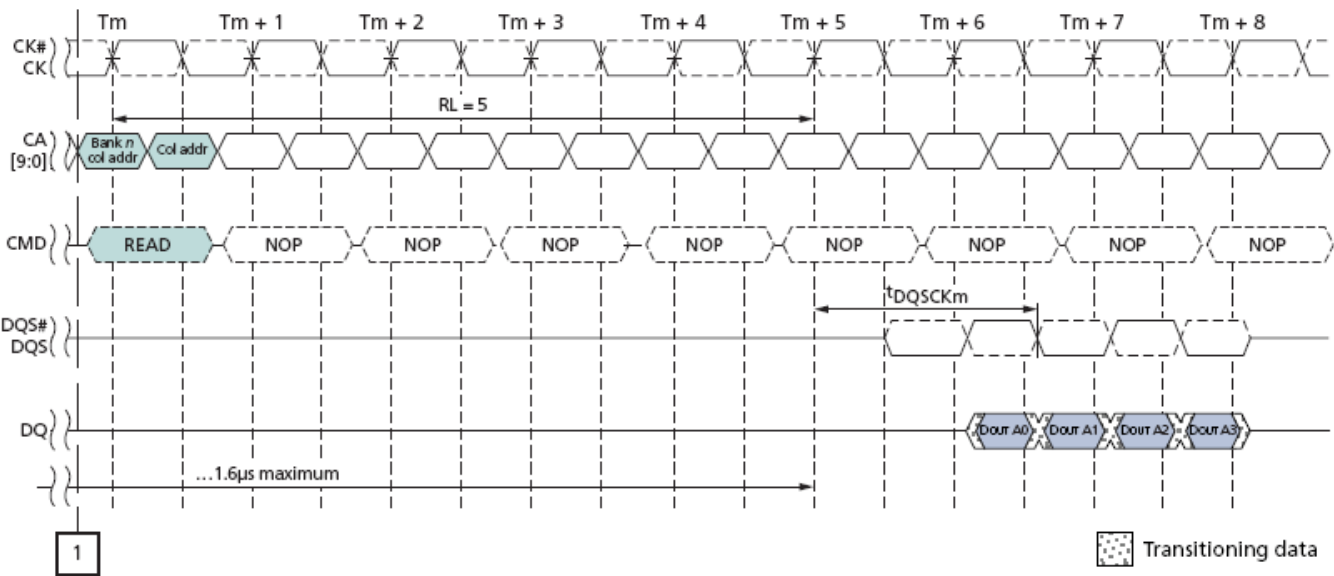 Tm Tm + 1 Tm + 2 Tm + 3 Tm + 4 Tm + 5 Tm + 6 Tm + 7 Tm + 8
CK#
CK
RL = 5
CA
[9:0]
Bank n
col addr
Col addr
CMD READ NOP NOP NOP NOP NOP NOP NOP NOP
tDQSCKm
DQS#
DQS
DQ DOUT A0 DOUT A1 DOUT A2 DOUT A3
...1.6µs maximum
1
Transitioning data